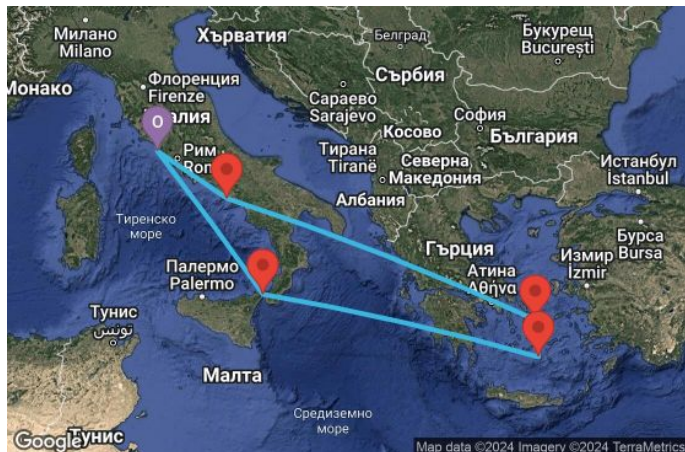 Милано
Milano
Хърватия
Белград
Букурещ
București
Монако
Флоренция
Firenze
Сърбия
Сараево
Sarajevo
София
O
Косово
България
Рим
Тирана
Tiranë
Северна
Македония
Истанбул
İstanbul
Албания
Тиренско
море
Бурса
Bursa
Гърция
Измир
İzmir
Палермо
Palermo
Атина
Αθήνα
Тунис
تونس
Малта
Средиземно
море
Google
Тунис
Map data ©2024 Imagery ©2024 TerraMetrics